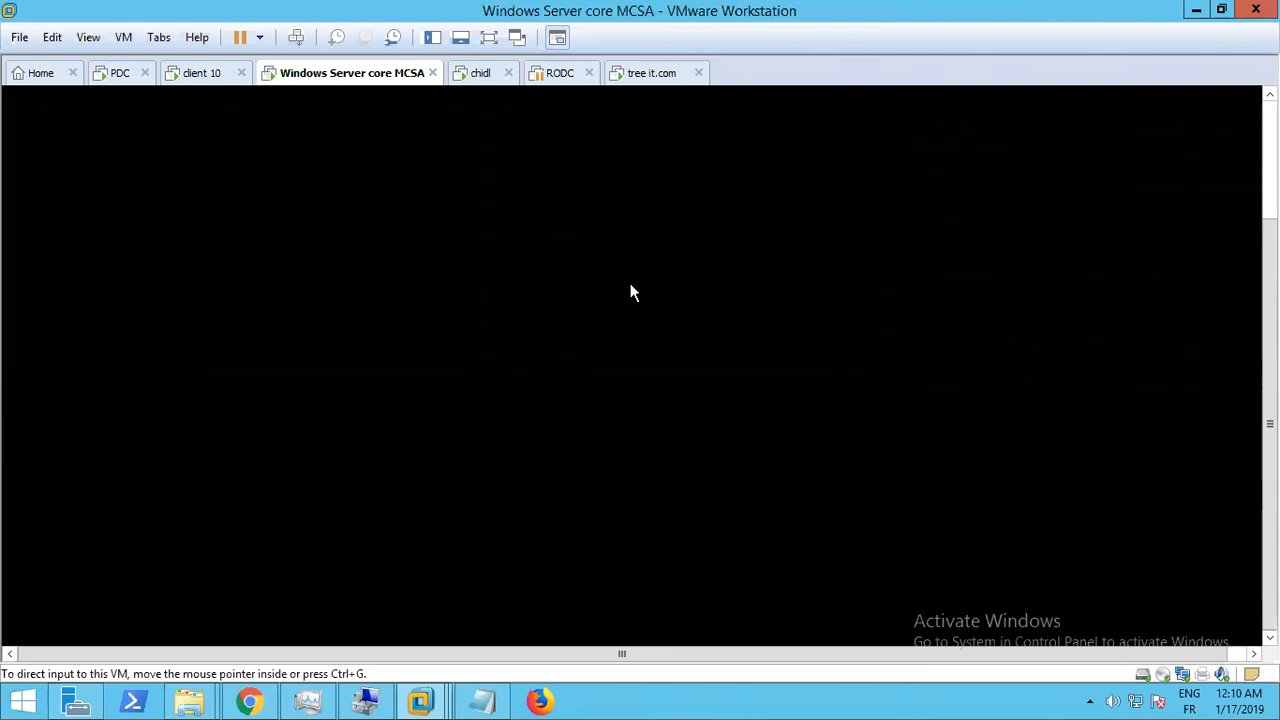 Windows Server core MCSA - VMware Workstation
File Edit View VM Tabs Help
Home PDC client 10 Windows Server core MCSA chidl RODC tree it.com
Activate Windows
Go to System in Control Panel to activate Windows.
To direct input to this VM, move the mouse pointer inside or press Ctrl+G.
ENG 12:10 AM
FR 1/17/2019